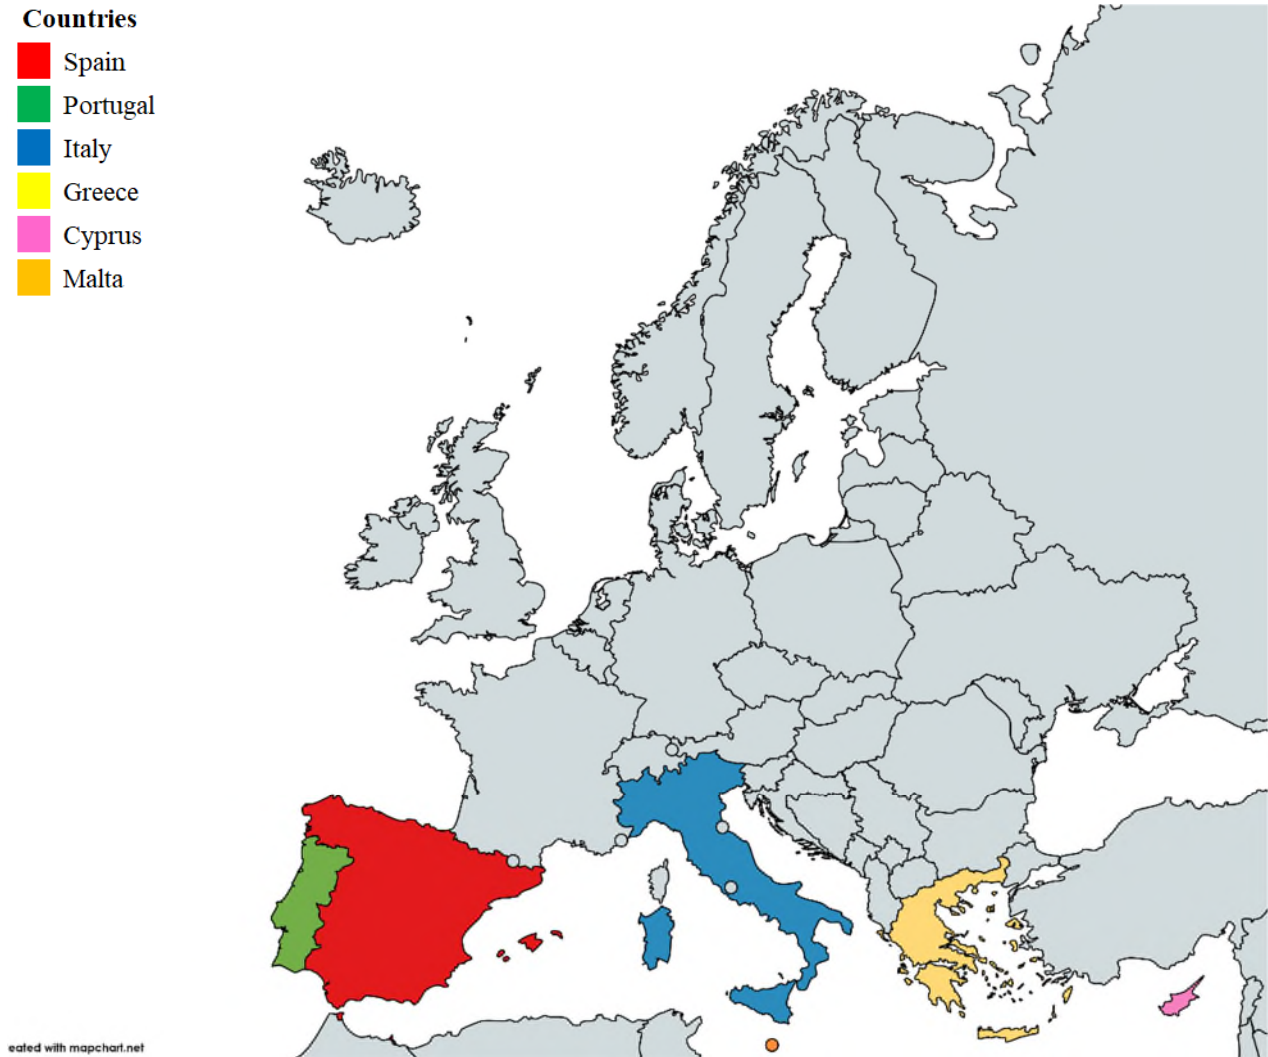 Countries
Spain
Portugal
Italy
Greece
Cyprus
Malta
eated with mapchart.net